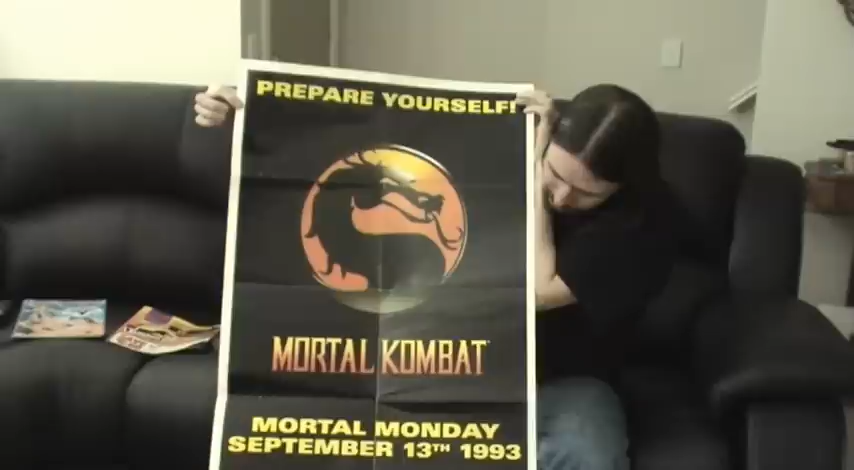 PREPARE YOURSELF!
MORTAL KOMBAT
MORTAL MONDAY
SEPTEMBER 13TH 1993